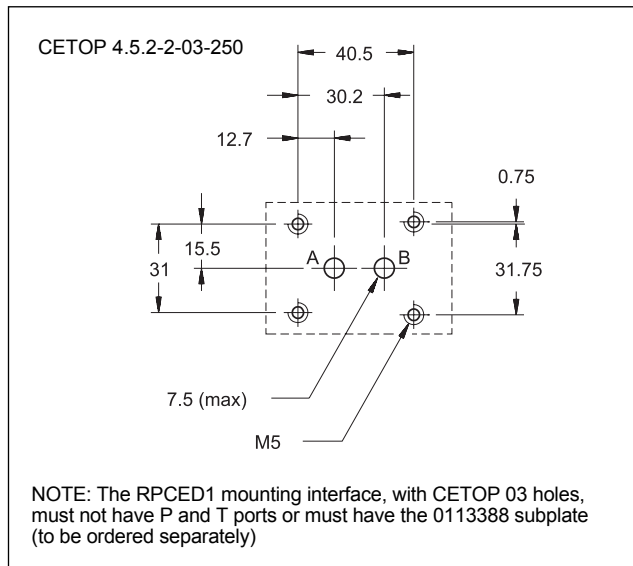 CETOP 4.5.2-2-03-250
40.5
30.2
12.7
0.75
15.5
31
A
B
31.75
7.5 (max)
M5
NOTE: The RPCED1 mounting interface, with CETOP 03 holes,
must not have P and T ports or must have the 0113388 subplate
(to be ordered separately)